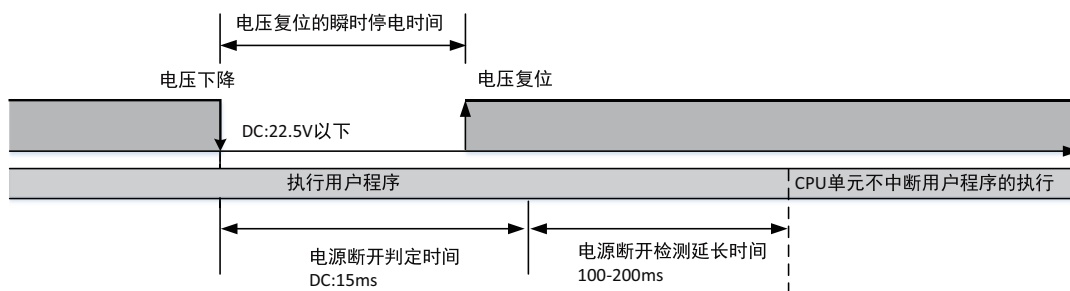 电压复位的瞬时停电时间
电压下降
电压复位
DC:22.5V以下
执行用户程序
CPU单元不中断用户程序的执行
电源断开判定时间
DC:15ms
电源断开检测延长时间
100-200ms